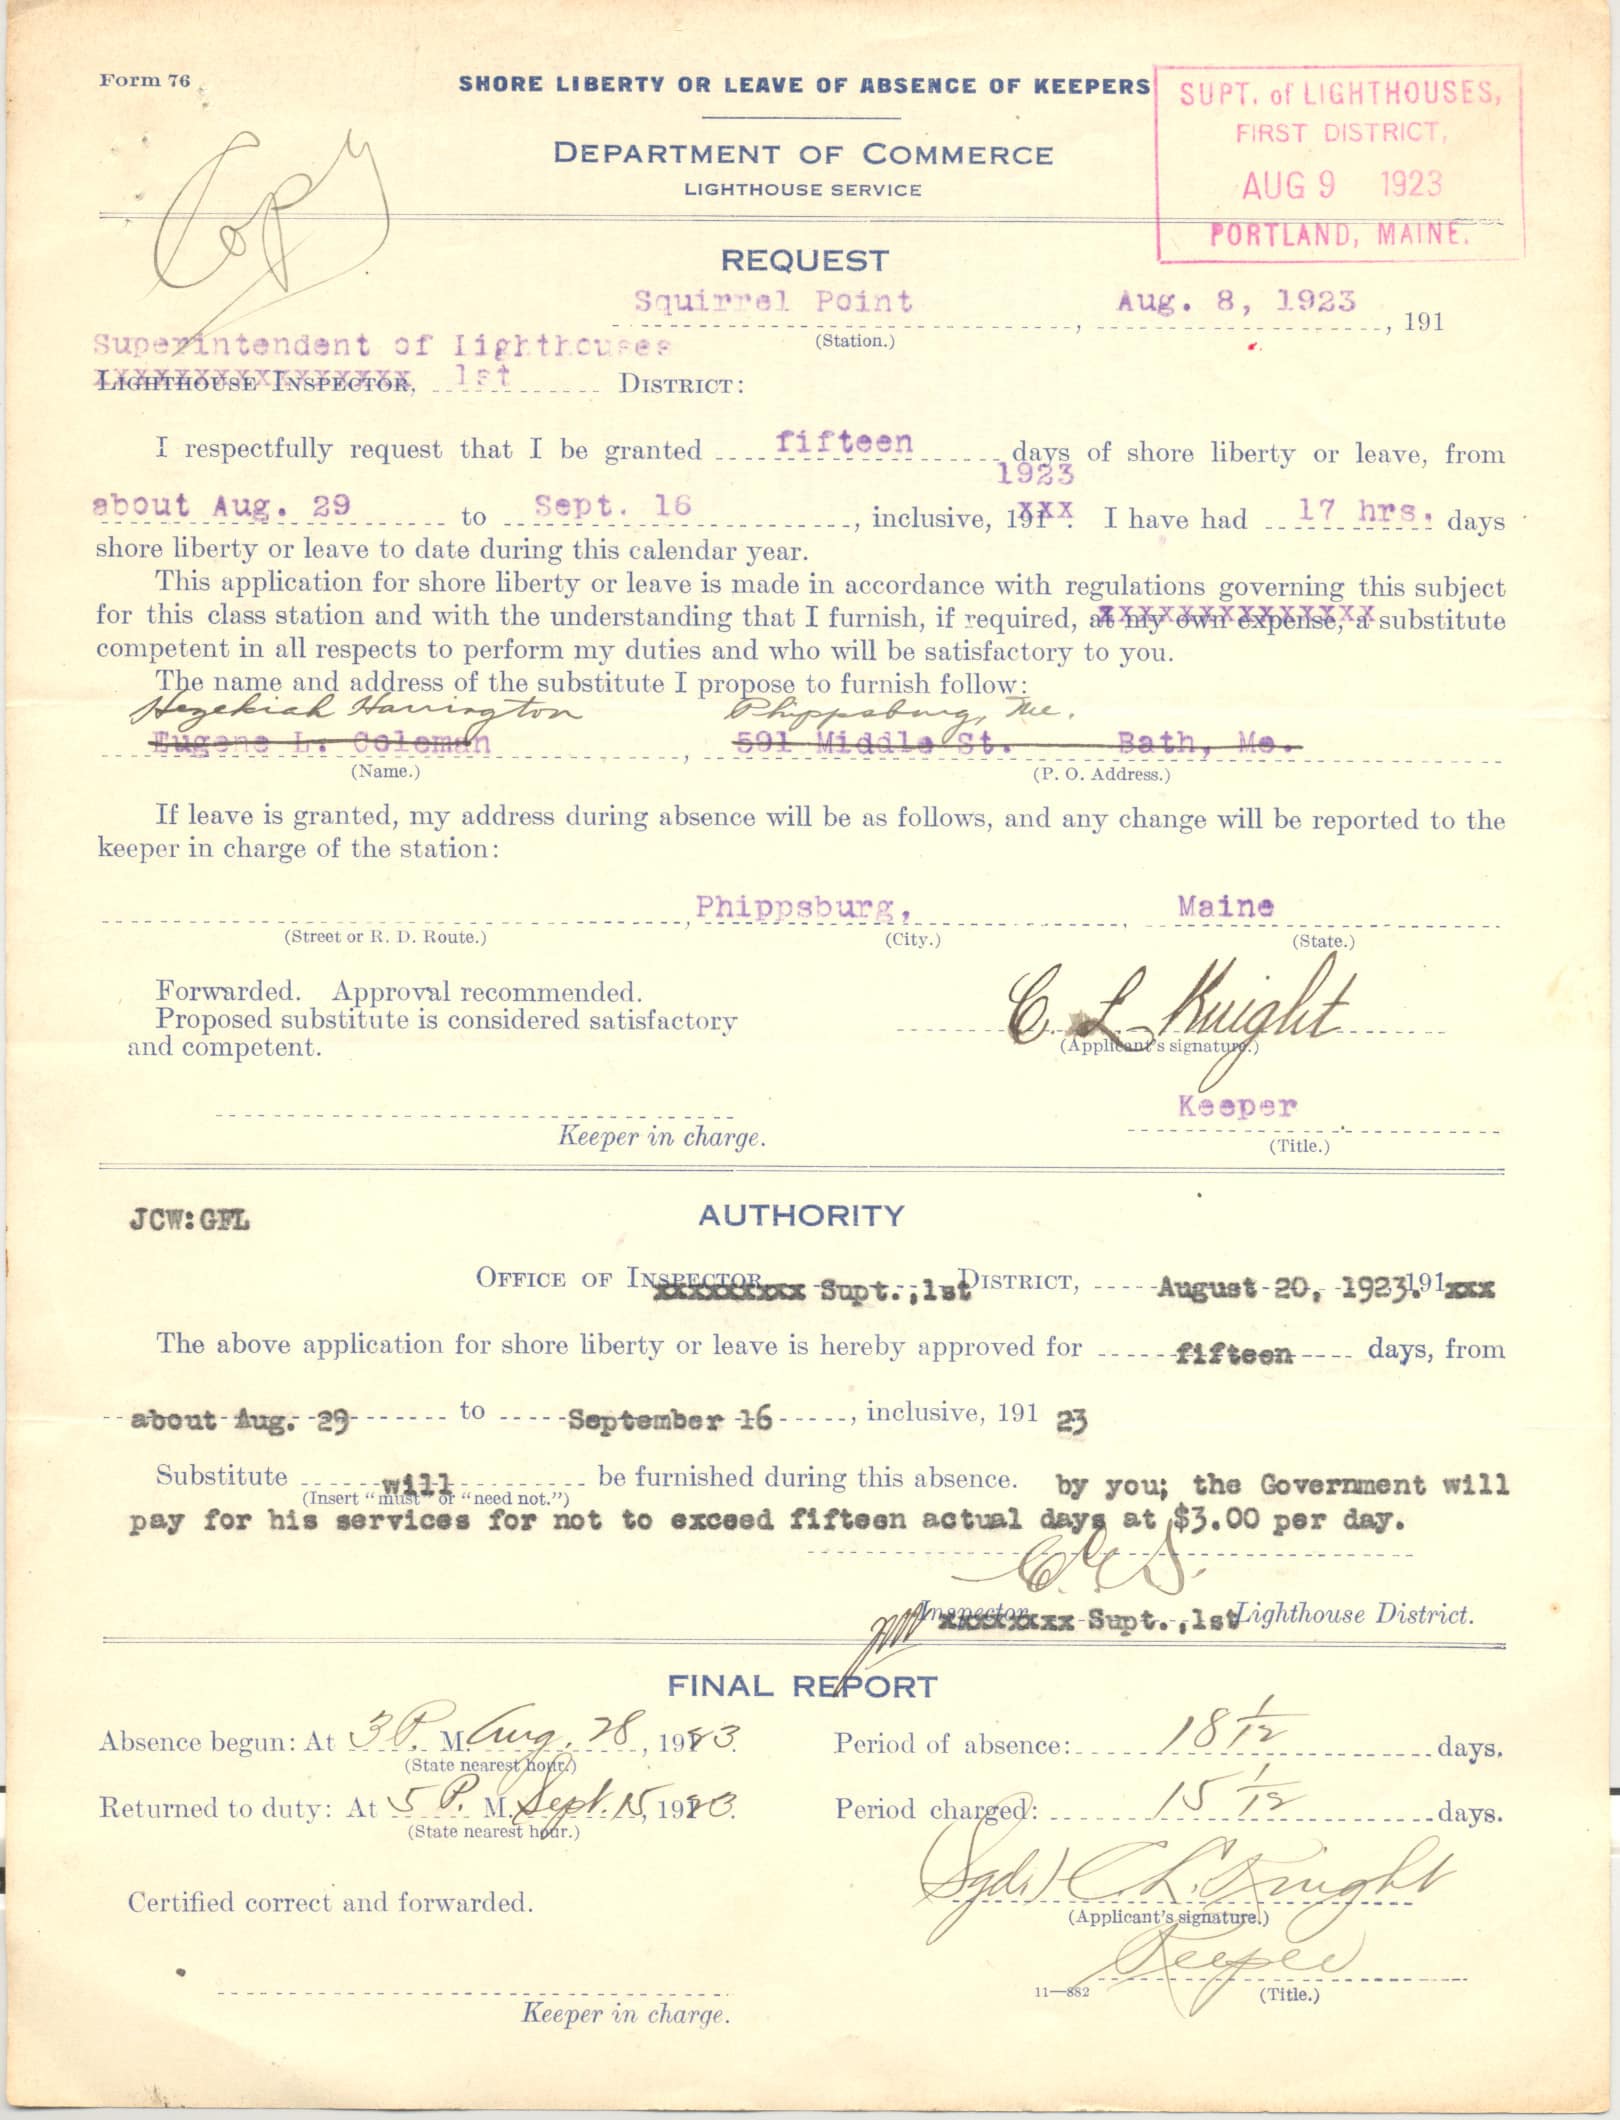 Form 76
SHORE LIBERTY OR LEAVE OF ABSENCE OF KEEPERS
SUPT. of LIGHTHOUSES,
FIRST DISTRICT,
AUG 9 1923
PORTLAND, MAINE.
DEPARTMENT OF COMMERCE
LIGHTHOUSE SERVICE
Copy
REQUEST
Squirrel Point, Aug. 8, 1923, 191
(Station.)
Superintendent of Lighthouses
LIGHTHOUSE INSPECTOR, 1st DISTRICT:
I respectfully request that I be granted fifteen days of shore liberty or leave, from
1923
about Aug. 29 to Sept. 16, inclusive, 191xxx. I have had 17 hrs. days
shore liberty or leave to date during this calendar year.
This application for shore liberty or leave is made in accordance with regulations governing this subject
for this class station and with the understanding that I furnish, if required, at my own expense, a substitute
competent in all respects to perform my duties and who will be satisfactory to you.
The name and address of the substitute I propose to furnish follow:
Hezekiah Harrington Phippsburg, Me.
Eugene L. Coleman, 591 Middle St. Bath, Me.
(Name.) (P. O. Address.)
If leave is granted, my address during absence will be as follows, and any change will be reported to the
keeper in charge of the station:
, Phippsburg, , Maine
(Street or R. D. Route.) (City.) (State.)
Forwarded. Approval recommended.
Proposed substitute is considered satisfactory
and competent.
C. L. Knight
(Applicant's signature.)
Keeper
Keeper in charge. (Title.)
JCW:GFL
AUTHORITY
OFFICE OF INSPECTOR xxxxxxxxx Supt.,1st DISTRICT, August 20, 1923. 191xxx
The above application for shore liberty or leave is hereby approved for fifteen days, from
about Aug. 29 to September 16, inclusive, 191 23
Substitute will be furnished during this absence. by you; the Government will
(Insert "must" or "need not.")
pay for his services for not to exceed fifteen actual days at $3.00 per day.
Inspector xxxxxxxx Supt.,1st Lighthouse District.
FINAL REPORT
Absence begun: At 3 P. M. Aug. 28, 1923. Period of absence: 18 1/12 days.
(State nearest hour.)
Returned to duty: At 5 P. M. Sept. 15, 1923. Period charged: 15 1/12 days.
(State nearest hour.)
(Sgd.) C. L. Knight
Certified correct and forwarded.
(Applicant's signature.)
Keeper
11—882 (Title.)
Keeper in charge.